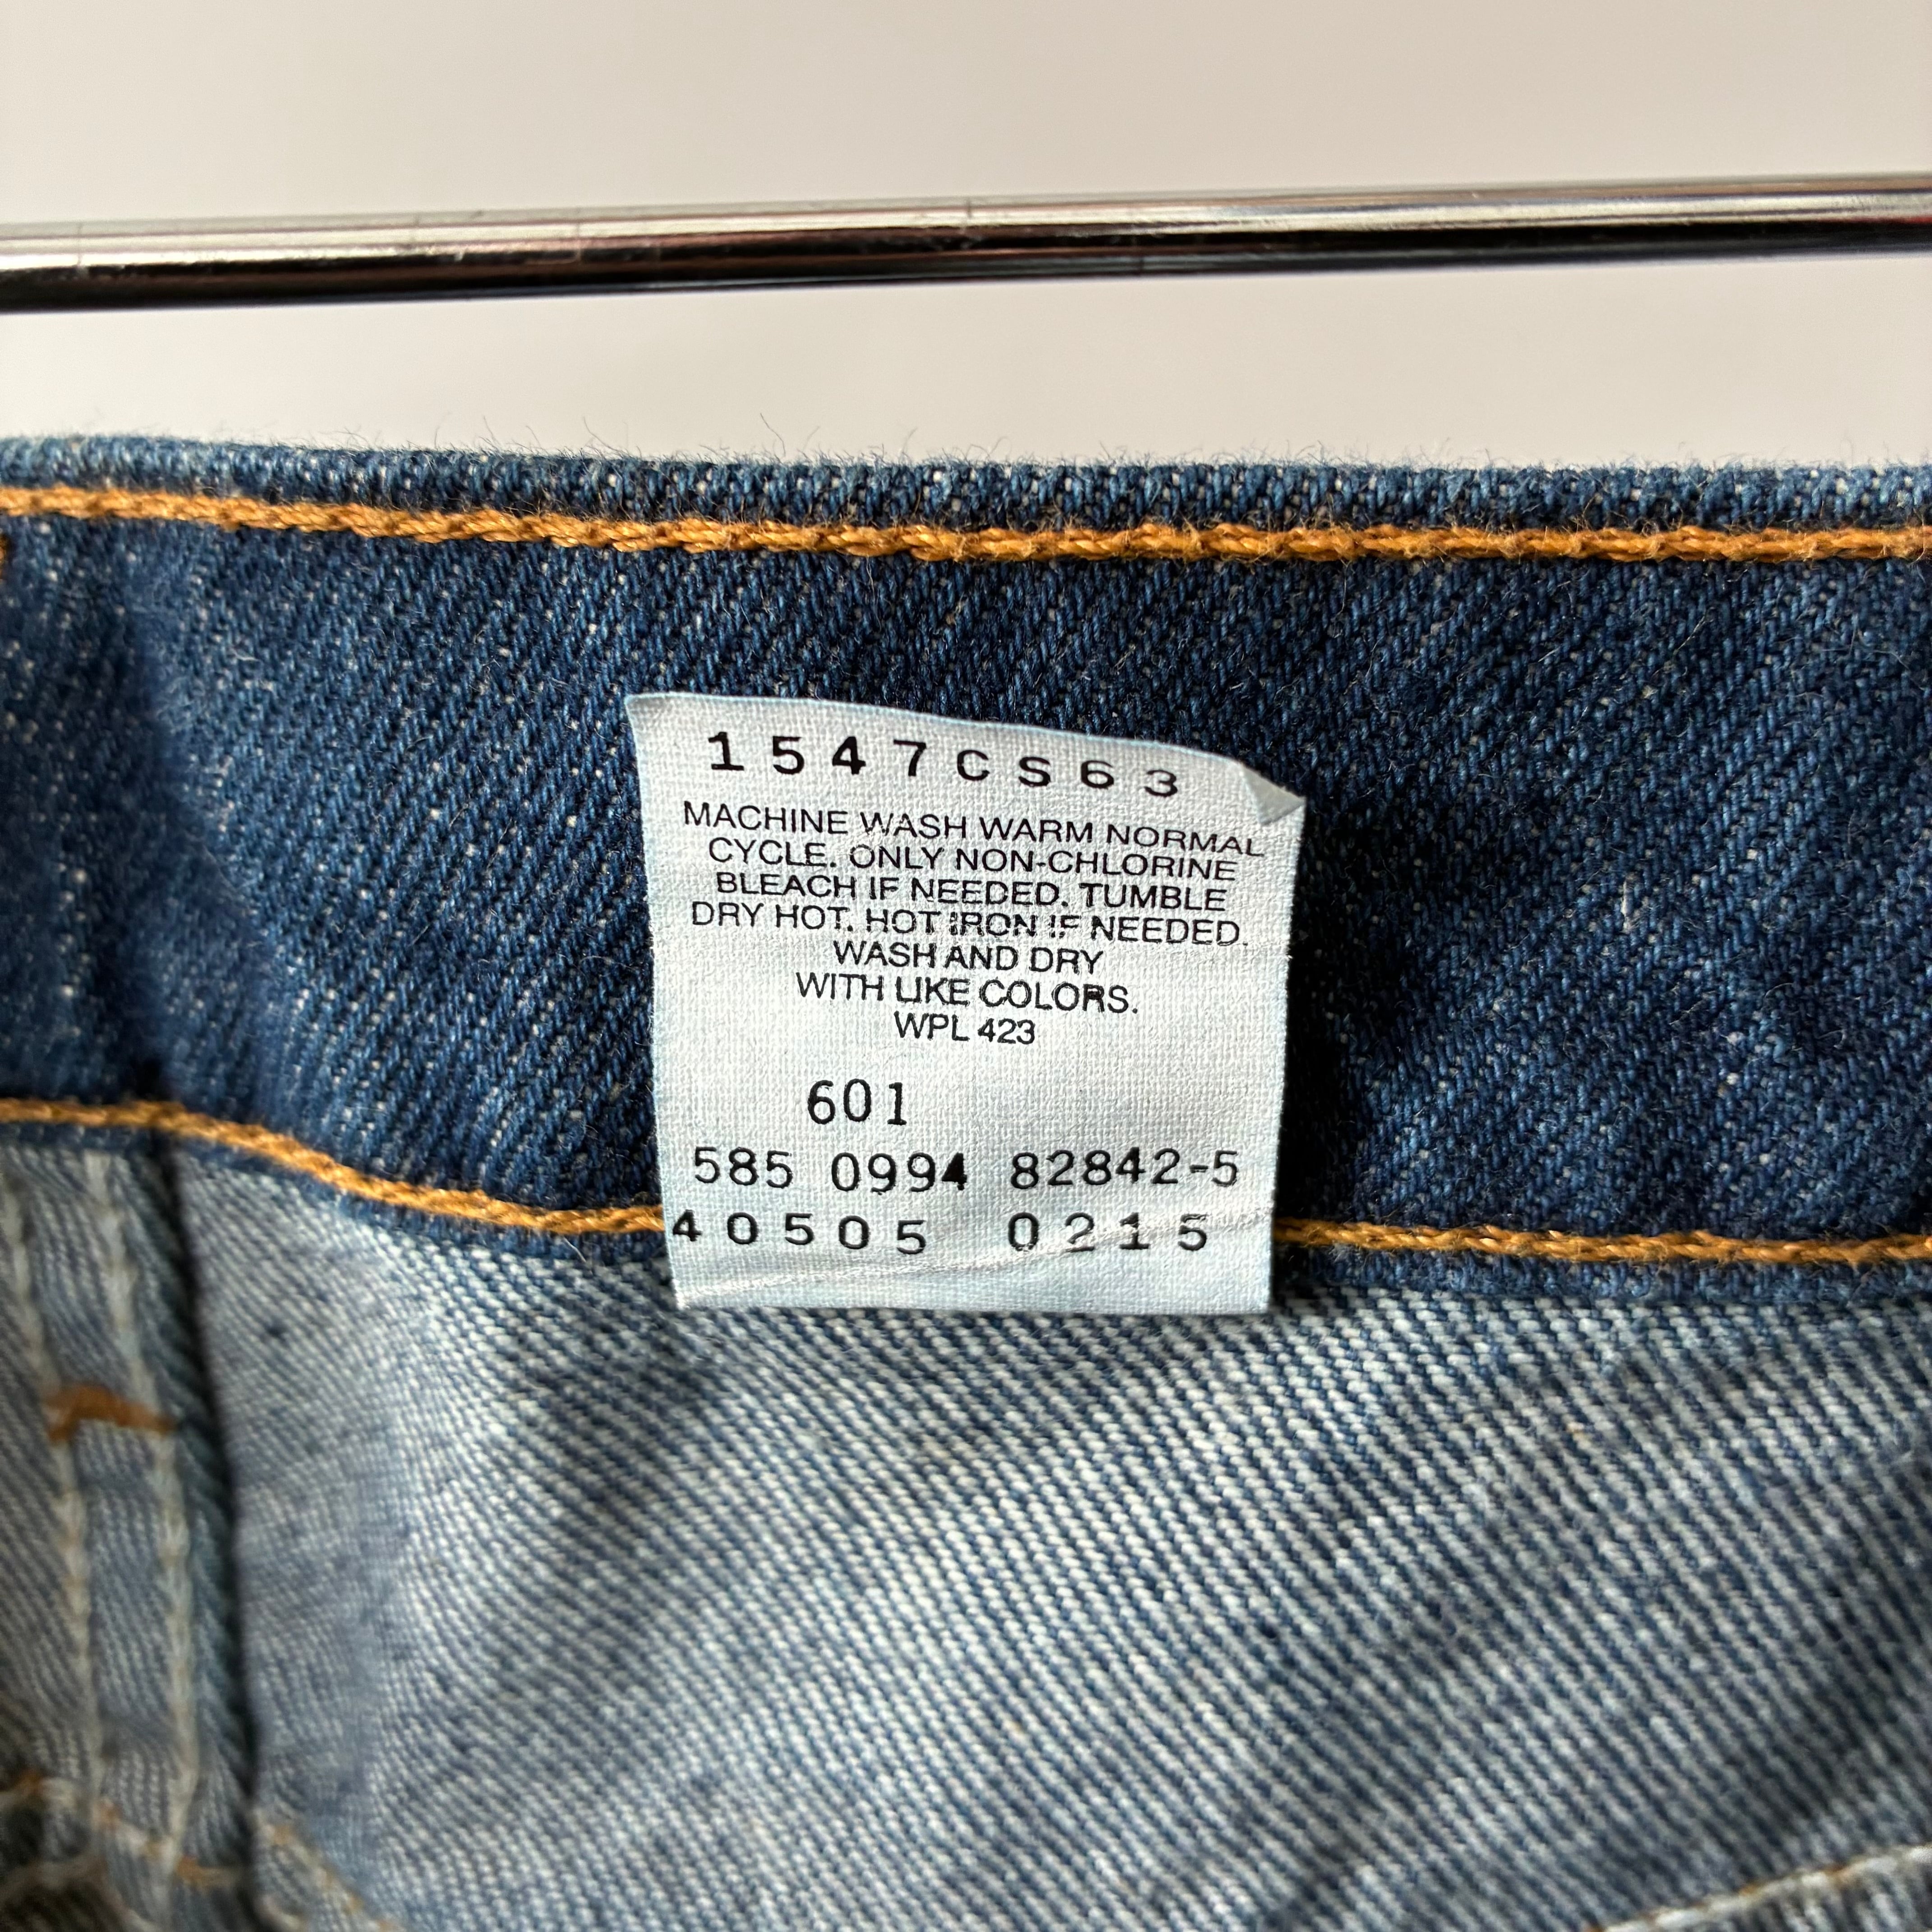 1547CS63
MACHINE WASH WARM NORMAL
CYCLE. ONLY NON-CHLORINE
BLEACH IF NEEDED. TUMBLE
DRY HOT. HOT IRON IF NEEDED.
WASH AND DRY
WITH LIKE COLORS.
WPL 423
601
585 0994 82842-5
40505 0215